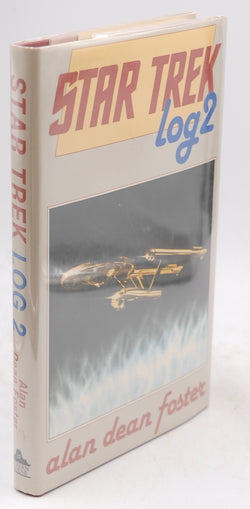 STAR TREK
log 2
alan dean foster
STAR TREK LOG 2
Alan
Dean Foster